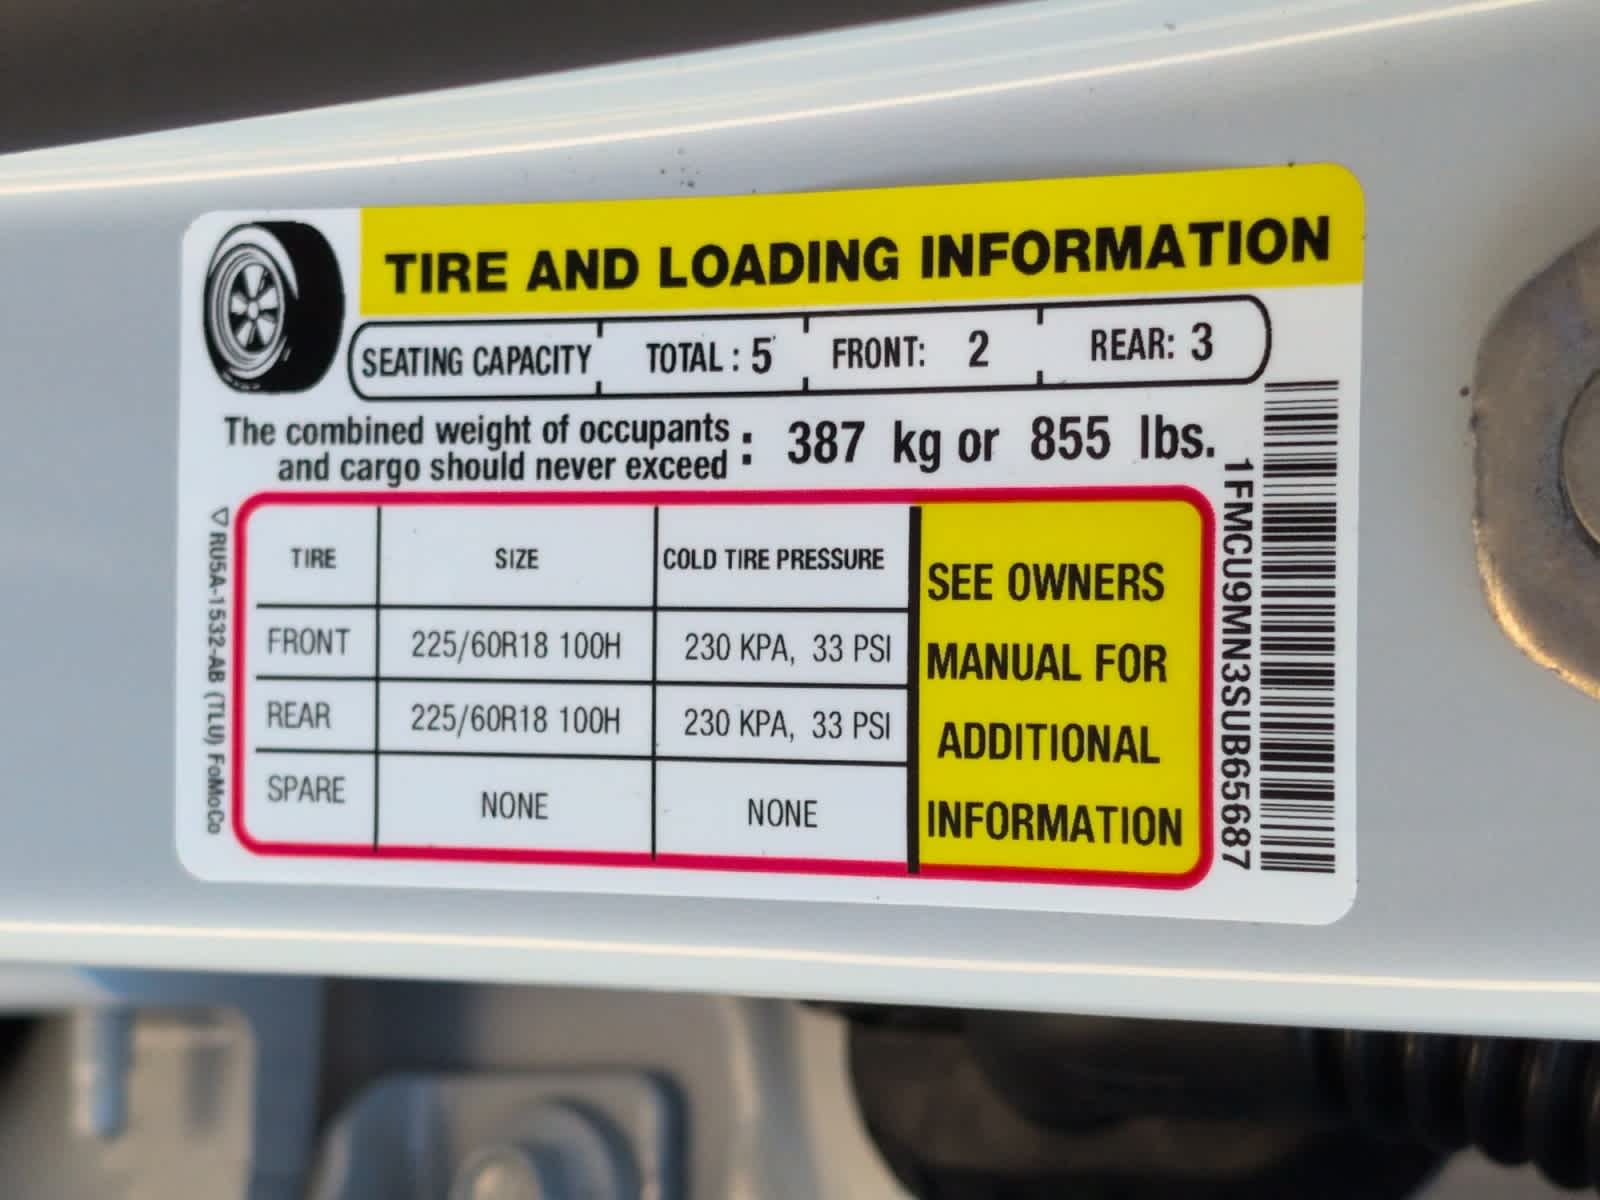 TIRE AND LOADING INFORMATION
SEATING CAPACITY TOTAL : 5 FRONT: 2 REAR: 3
The combined weight of occupants
and cargo should never exceed : 387 kg or 855 lbs.
TIRE SIZE COLD TIRE PRESSURE
FRONT 225/60R18 100H 230 KPA, 33 PSI
REAR 225/60R18 100H 230 KPA, 33 PSI
SPARE NONE NONE
SEE OWNERS
MANUAL FOR
ADDITIONAL
INFORMATION
1FMCU9MN3SUB65687
▽ RU5A-1532-AB (TLU) FoMoCo